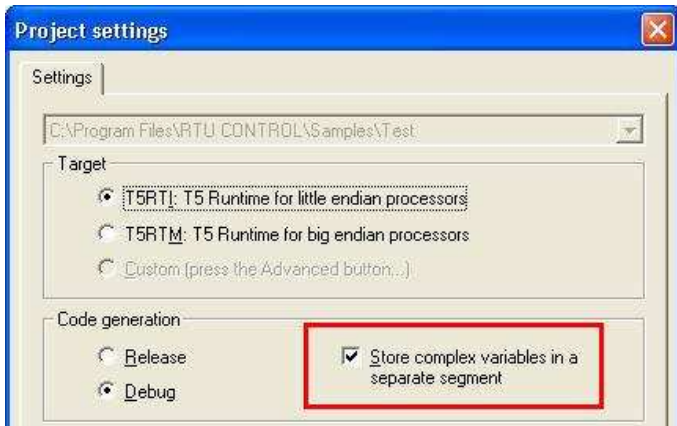 Project settings
Settings
C:\Program Files\RTU CONTROL\Samples\Test
Target
T5RTI: T5 Runtime for little endian processors
T5RTM: T5 Runtime for big endian processors
Custom (press the Advanced button...)
Code generation
Release
Store complex variables in a
separate segment
Debug